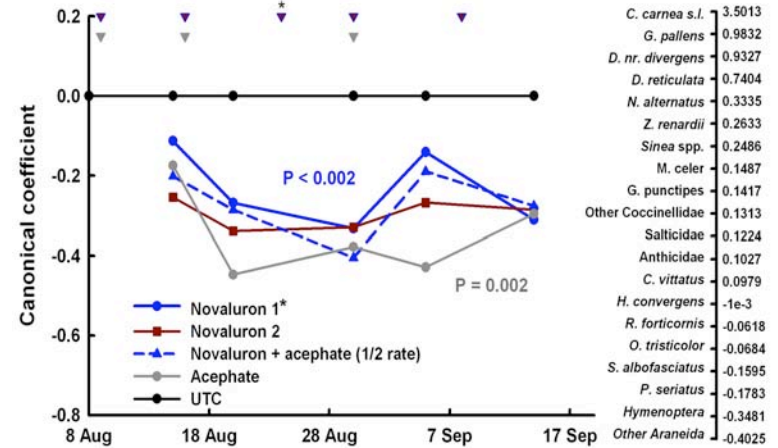 *
0.2
0.0
-0.2
-0.4
-0.6
-0.8
Canonical coefficient
P < 0.002
P = 0.002
Novaluron 1*
Novaluron 2
Novaluron + acephate (1/2 rate)
Acephate
UTC
8 Aug 18 Aug 28 Aug 7 Sep 17 Sep
C. carnea s.l. 3.5013
G. pallens 0.9832
D. nr. divergens 0.9327
D. reticulata 0.7404
N. alternatus 0.3335
Z. renardii 0.2633
Sinea spp. 0.2486
M. celer 0.1487
G. punctipes 0.1417
Other Coccinellidae 0.1313
Salticidae 0.1224
Anthicidae 0.1027
C. vittatus 0.0979
H. convergens -1e-3
R. forticornis -0.0618
O. tristicolor -0.0684
S. albofasciatus -0.1595
P. seriatus -0.1783
Hymenoptera -0.3481
Other Araneida -0.4025